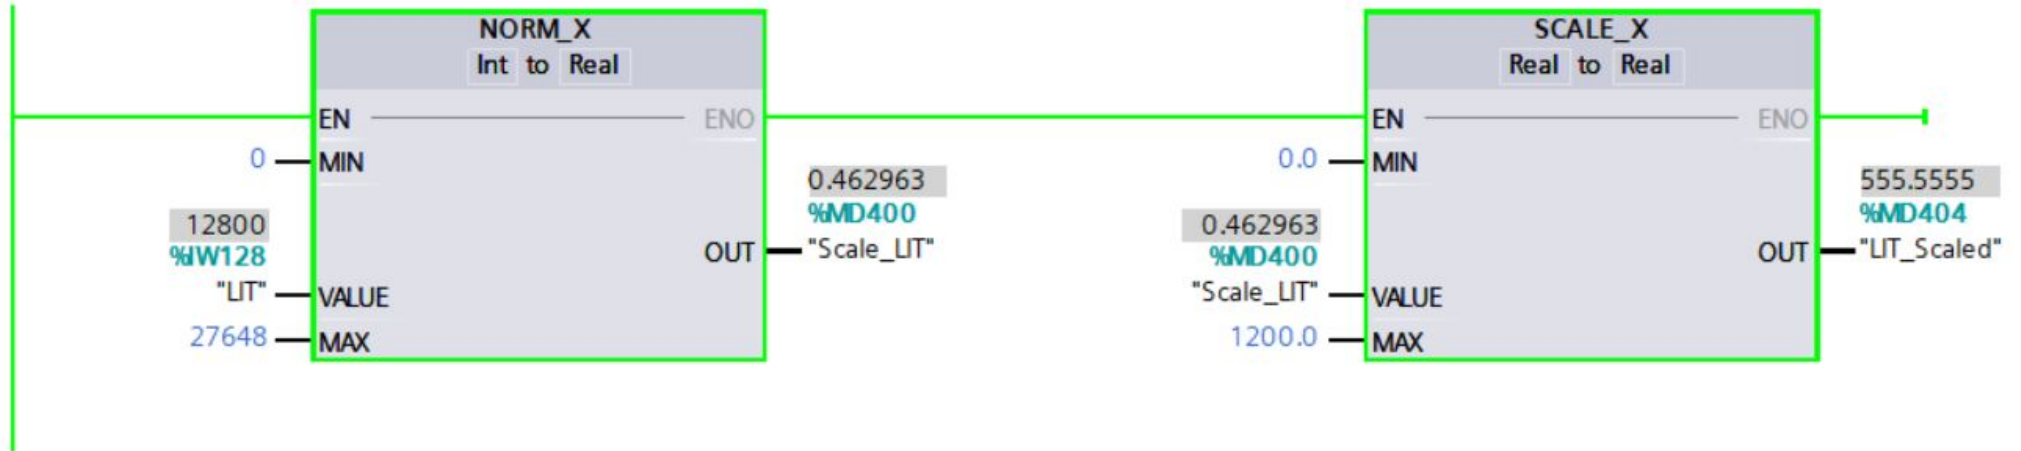 NORM_X
Int to Real
EN
ENO
0
MIN
12800
%IW128
"LIT"
VALUE
27648
MAX
0.462963
%MD400
OUT
"Scale_LIT"
SCALE_X
Real to Real
EN
ENO
0.0
MIN
0.462963
%MD400
"Scale_LIT"
VALUE
1200.0
MAX
555.5555
%MD404
OUT
"LIT_Scaled"